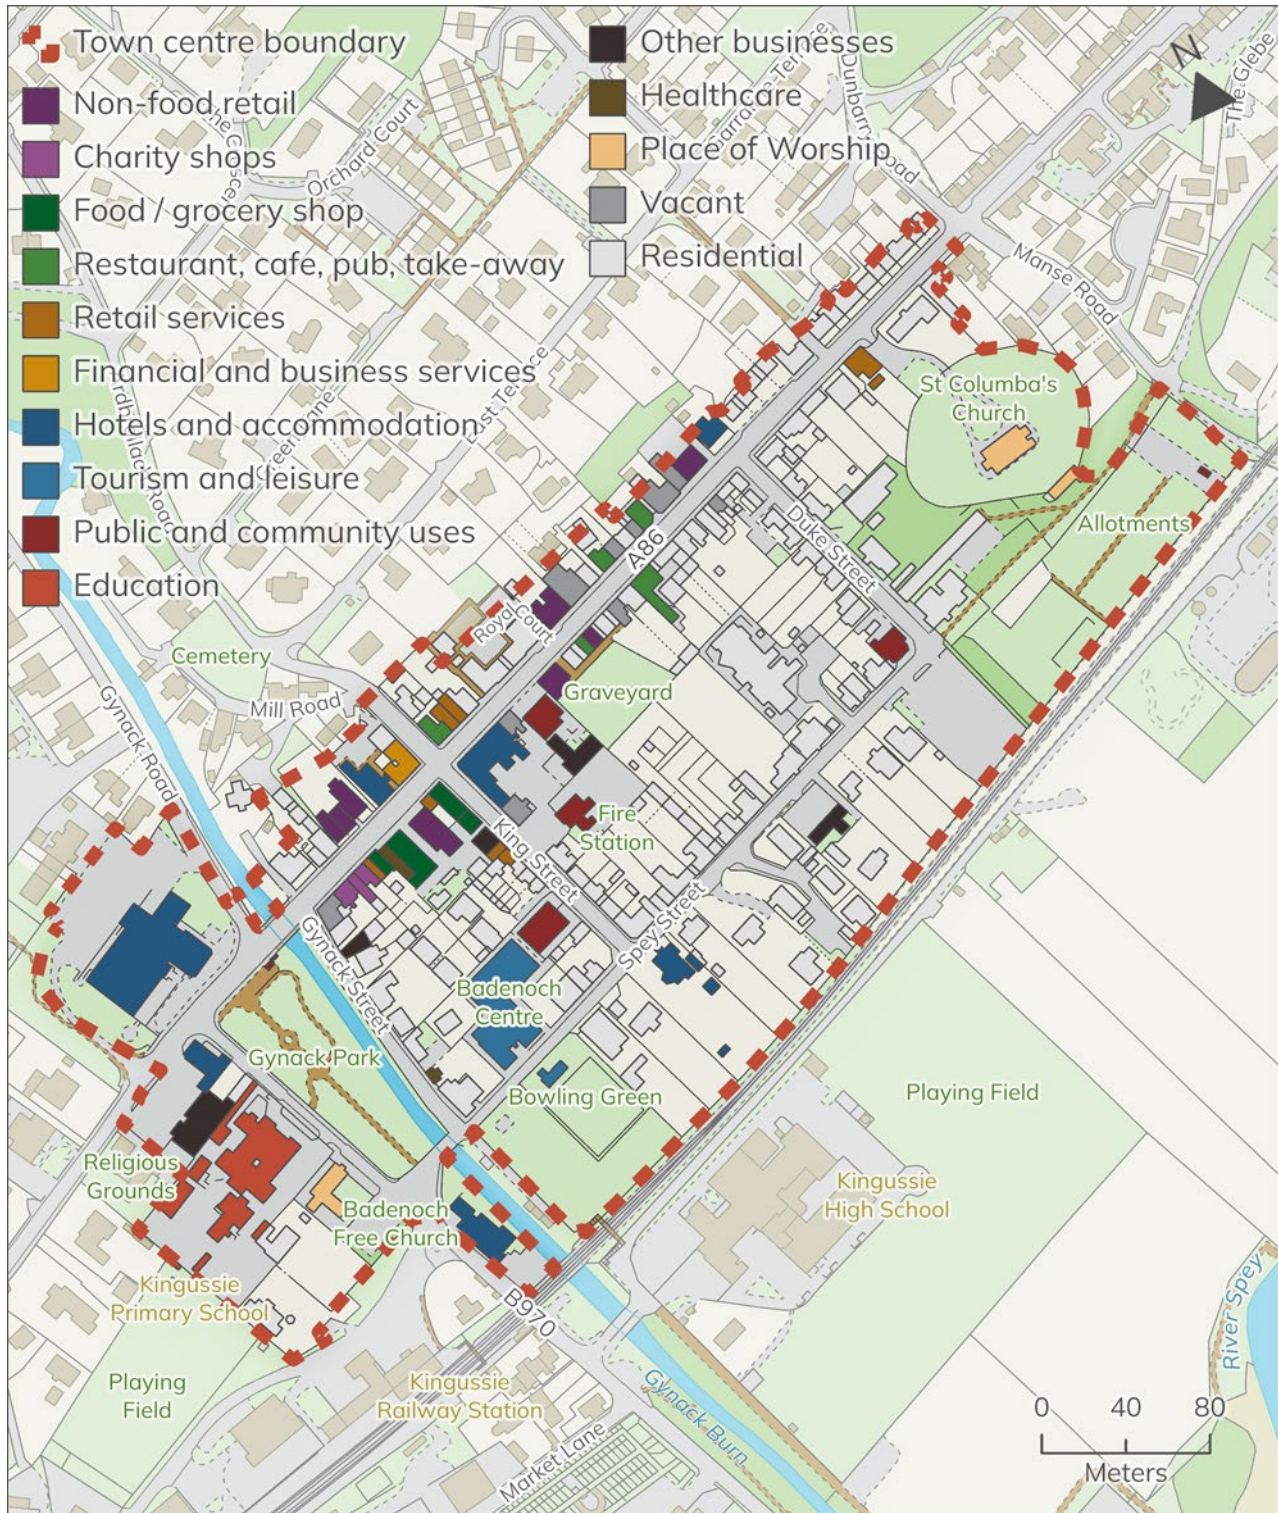 Town centre boundary
Non-food retail
Charity shops
Food / grocery shop
Restaurant, cafe, pub, take-away
Retail services
Financial and business services
Hotels and accommodation
Tourism and leisure
Public and community uses
Education
Other businesses
Healthcare
Place of Worship
Vacant
Residential
N
The Glebe
Terrace
Dunbar
Road
Orchard Court
Manse Road
St Columba's
Church
East Terrace
Road
Allotments
A86
Duke Street
Royal Court
Cemetery
Mill Road
Gynack Road
Graveyard
Fire
Station
King Street
Spey Street
Gynack Street
Badenoch
Centre
Gynack Park
Bowling Green
Playing Field
Religious
Grounds
Badenoch
Free Church
Kingussie
High School
Kingussie
Primary School
B970
River Spey
Playing
Field
Kingussie
Railway Station
Gynack Burn
Market Lane
0 40 80
Meters